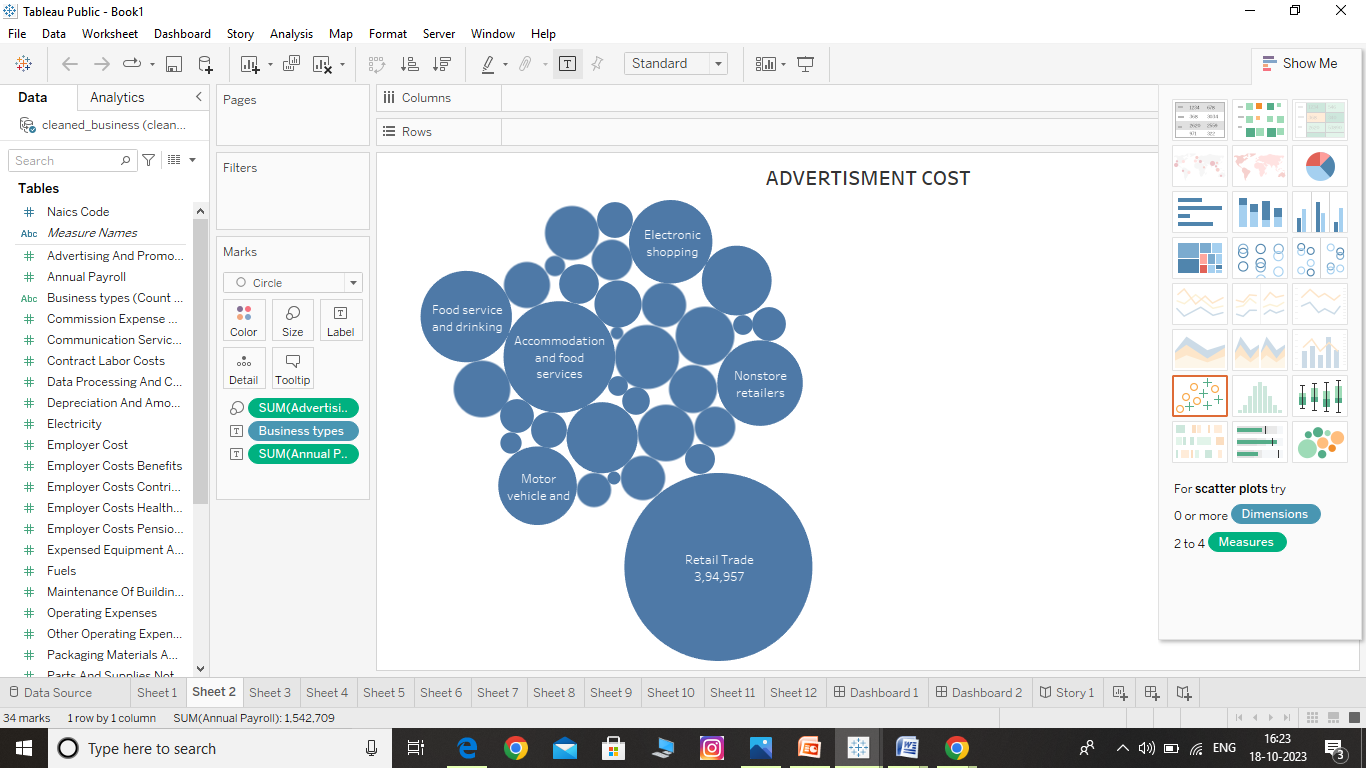 Tableau Public - Book1
File Data Worksheet Dashboard Story Analysis Map Format Server Window Help
Standard
Show Me
Data Analytics
cleaned_business (clean...
Search
Tables
Naics Code
Abc Measure Names
Advertising And Promo...
Annual Payroll
Abc Business types (Count ...
Commission Expense ...
Communication Servic...
Contract Labor Costs
Data Processing And C...
Depreciation And Amo...
Electricity
Employer Cost
Employer Costs Benefits
Employer Costs Contri...
Employer Costs Health...
Employer Costs Pensio...
Expensed Equipment A...
Fuels
Maintenance Of Buildin...
Operating Expenses
Other Operating Expen...
Packaging Materials A...
Parts And Supplies Not
Pages
Filters
Marks
Circle
Color Size Label
Detail Tooltip
SUM(Advertisi..
Business types
SUM(Annual P..
Columns
Rows
ADVERTISMENT COST
Electronic
shopping
Food service
and drinking
Accommodation
and food
services
Nonstore
retailers
Motor
vehicle and
Retail Trade
3,94,957
For scatter plots try
0 or more Dimensions
2 to 4 Measures
Data Source Sheet 1 Sheet 2 Sheet 3 Sheet 4 Sheet 5 Sheet 6 Sheet 7 Sheet 8 Sheet 9 Sheet 10 Sheet 11 Sheet 12 Dashboard 1 Dashboard 2 Story 1
34 marks 1 row by 1 column SUM(Annual Payroll): 1,542,709
Type here to search
ENG
16:23
18-10-2023
3